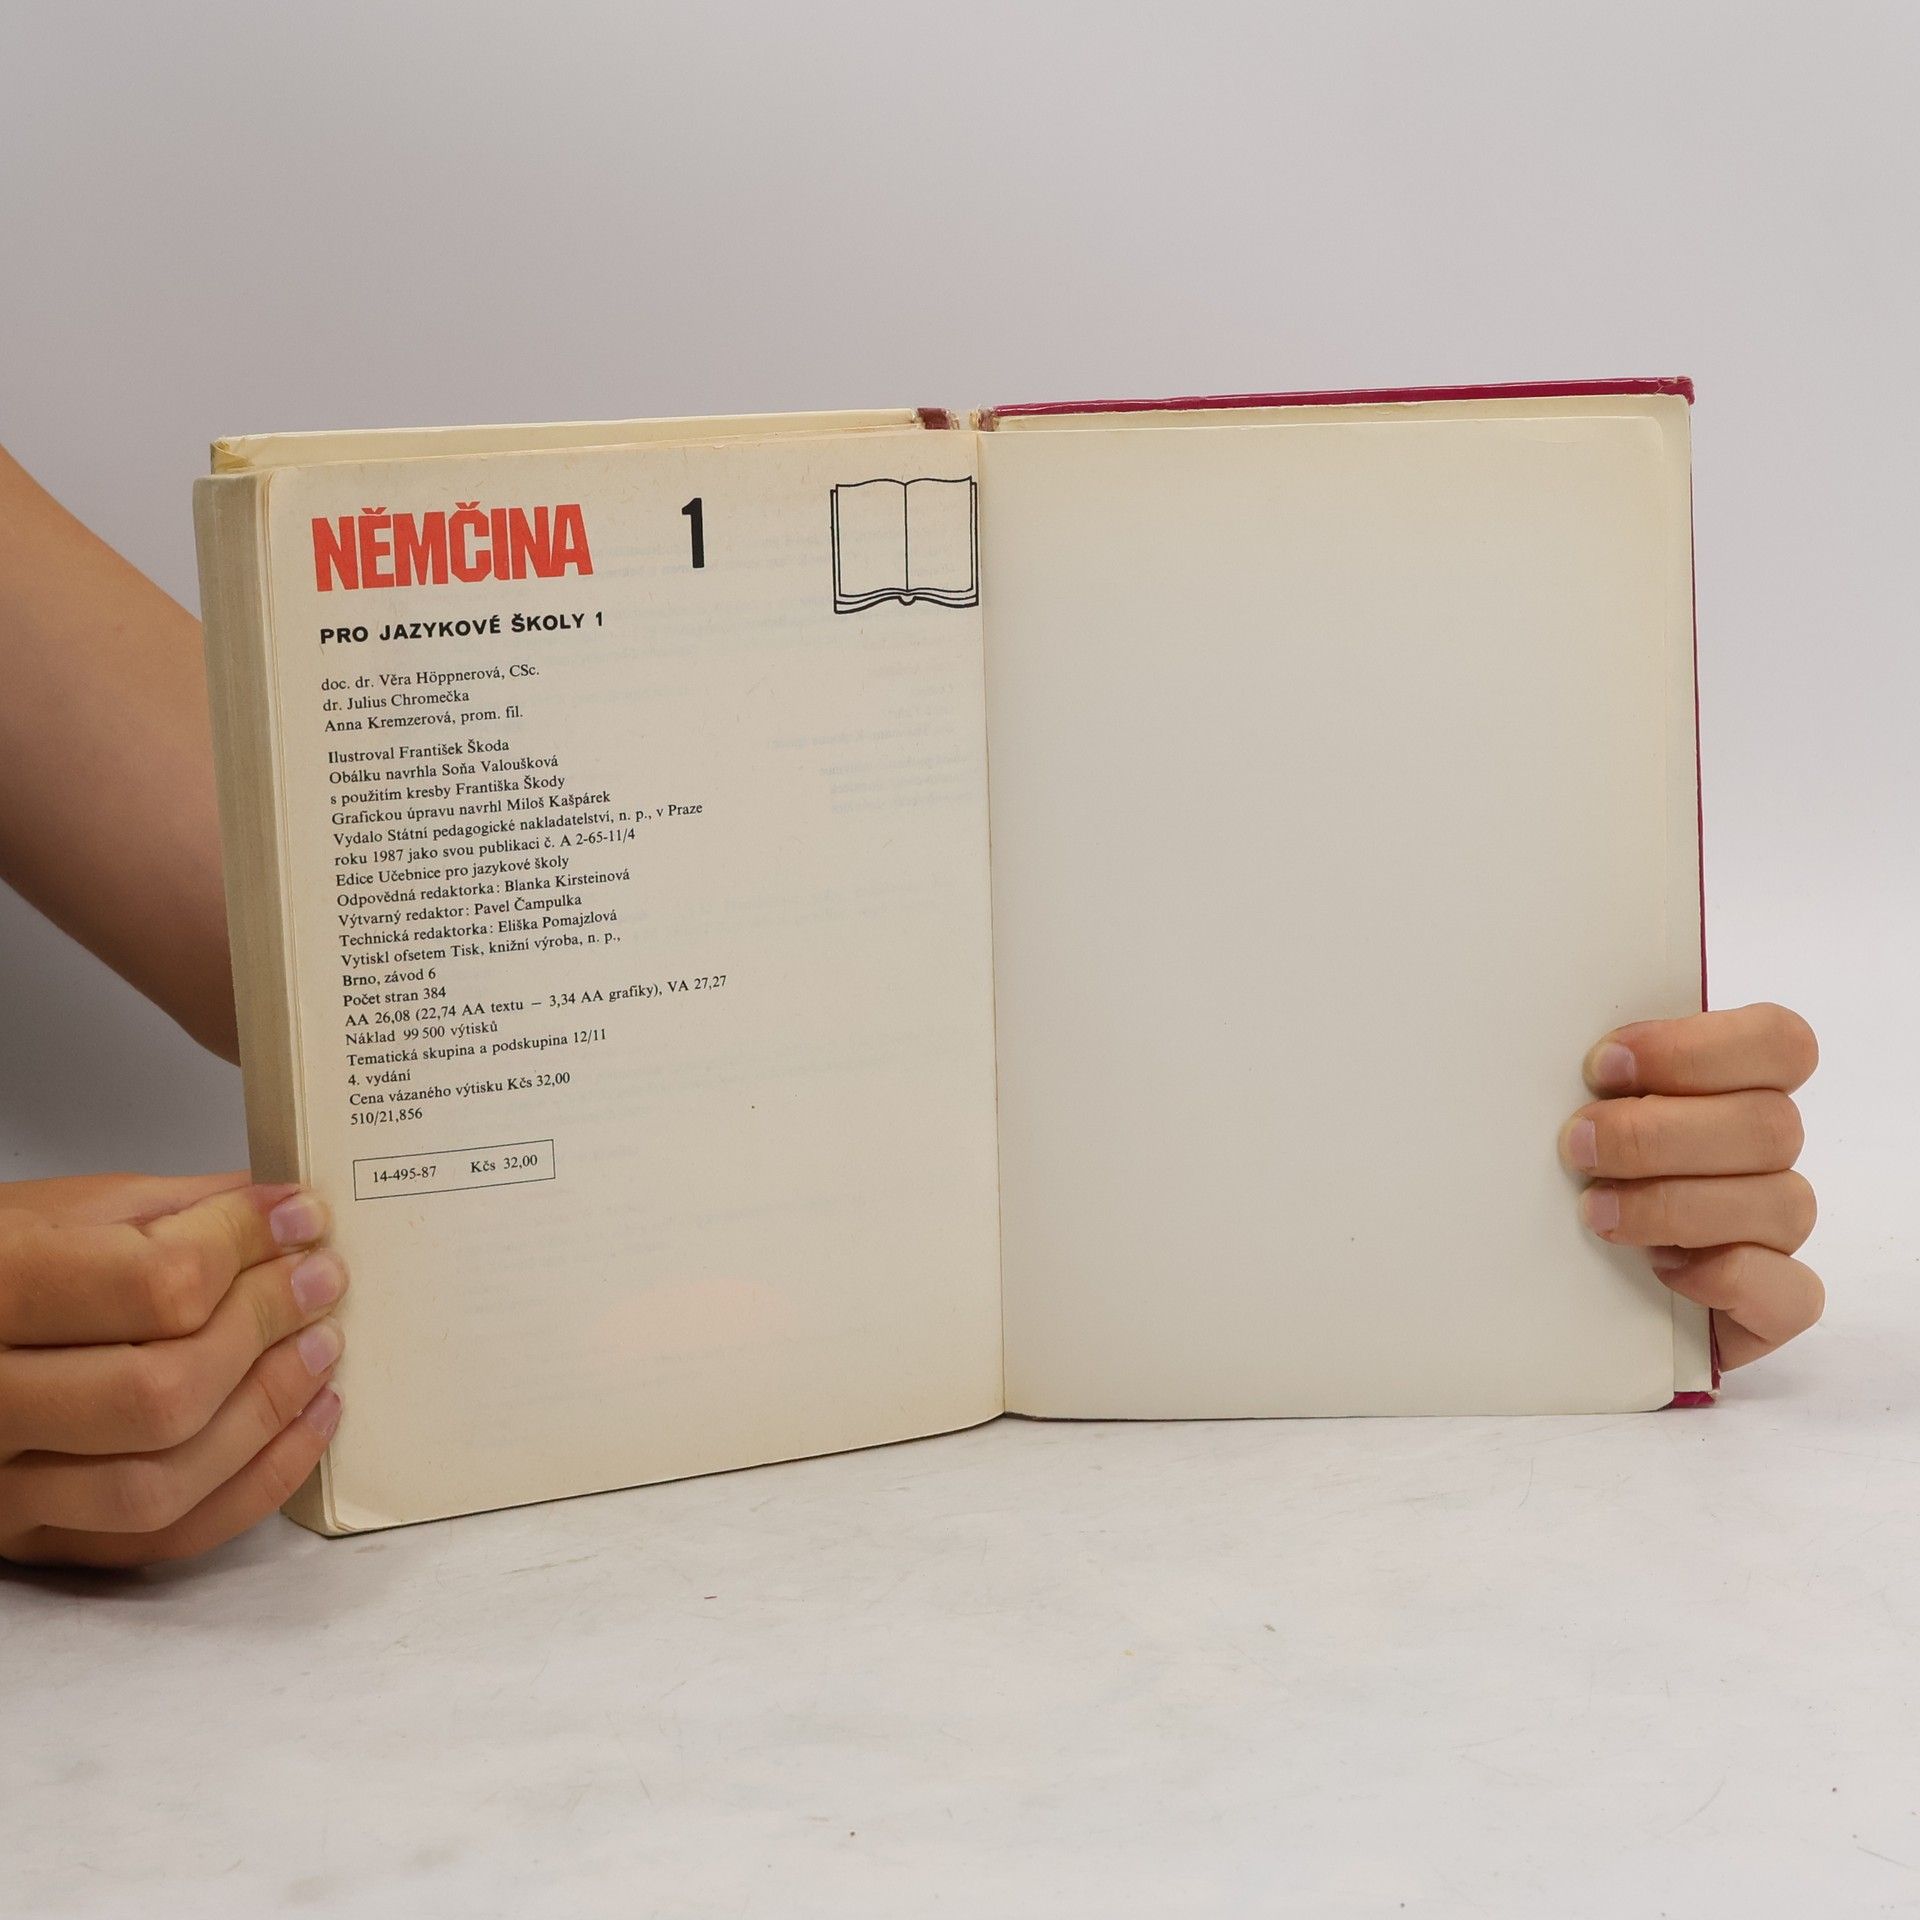 NĚMČINA 1
PRO JAZYKOVÉ ŠKOLY 1
doc. dr. Věra Höppnerová, CSc.
dr. Julius Chromečka
Anna Kremzerová, prom. fil.
Ilustroval František Škoda
Obálku navrhla Soňa Valoušková
s použitím kresby Františka Škody
Grafickou úpravu navrhl Miloš Kašpárek
Vydalo Státní pedagogické nakladatelství, n. p., v Praze
roku 1987 jako svou publikaci č. A 2-65-11/4
Edice Učebnice pro jazykové školy
Odpovědná redaktorka: Blanka Kirsteinová
Výtvarný redaktor: Pavel Čampulka
Technická redaktorka: Eliška Pomajzlová
Vytiskl ofsetem Tisk, knižní výroba, n. p.,
Brno, závod 6
Počet stran 384
AA 26,08 (22,74 AA textu — 3,34 AA grafiky), VA 27,27
Náklad 99 500 výtisků
Tematická skupina a podskupina 12/11
4. vydání
Cena vázaného výtisku Kčs 32,00
510/21,856
14-495-87 Kčs 32,00